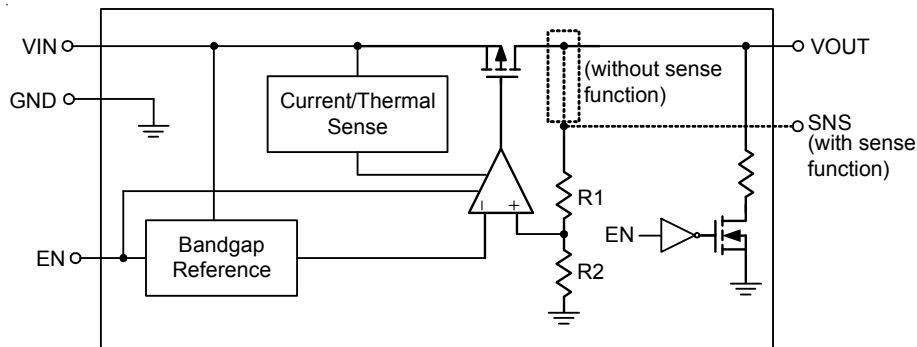 VIN
VOUT
(without sense
function)
Current/Thermal
Sense
GND
SNS
(with sense
function)
R1
− +
EN
EN
Bandgap
Reference
R2